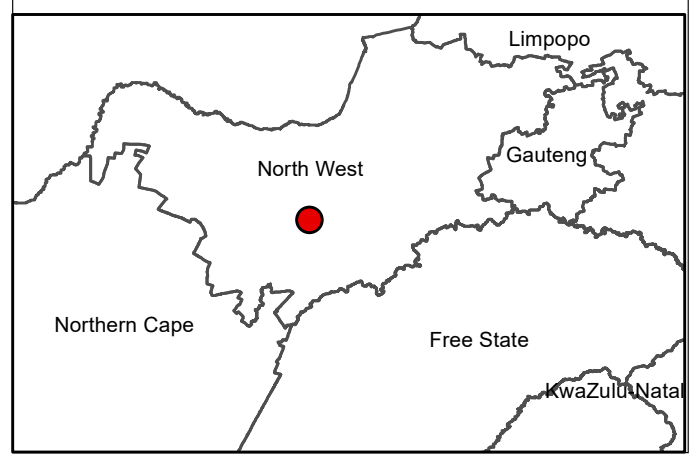 Limpopo
Gauteng
North West
Northern Cape
Free State
KwaZulu-Natal